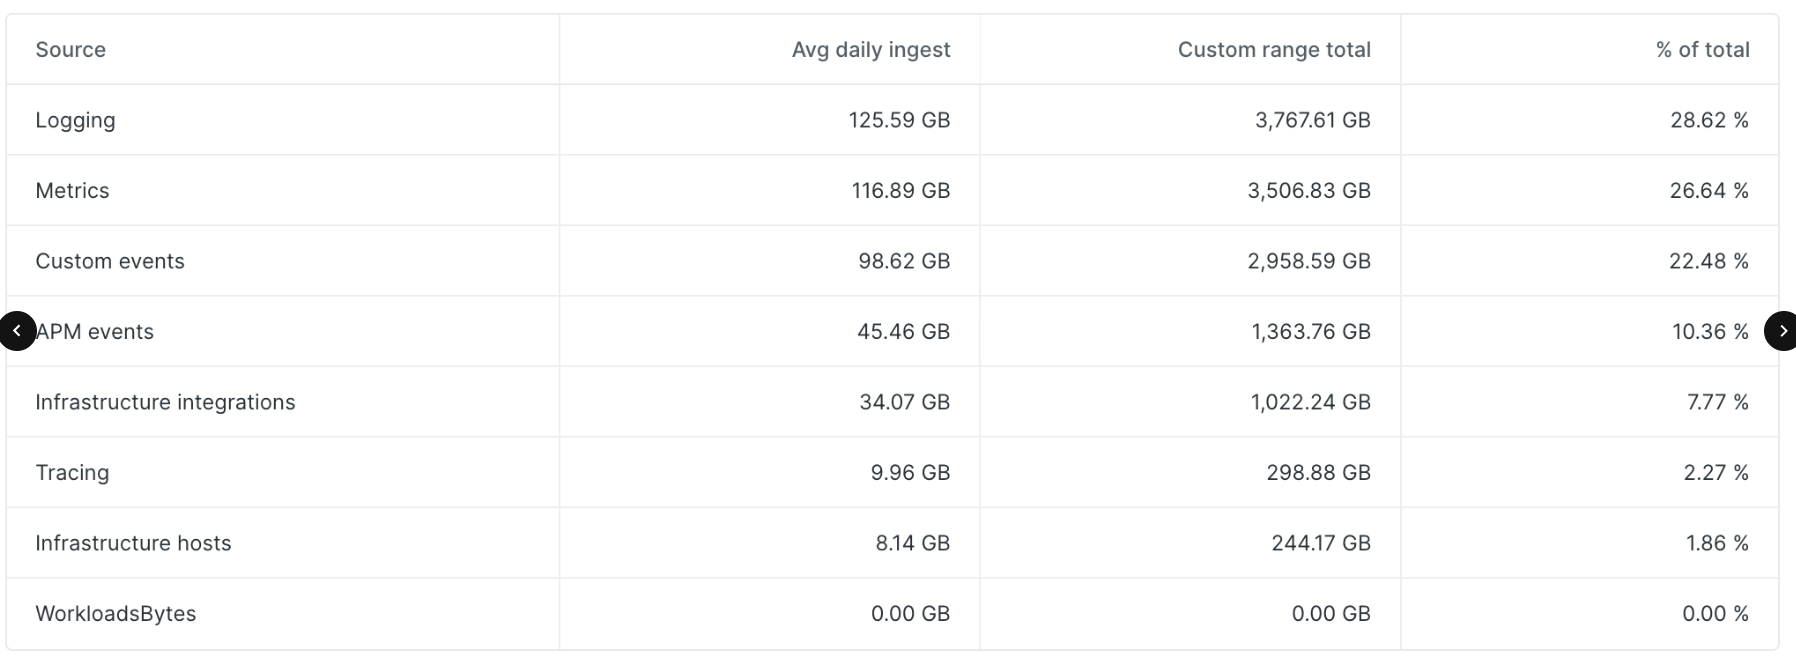 Source Avg daily ingest Custom range total % of total
Logging 125.59 GB 3,767.61 GB 28.62 %
Metrics 116.89 GB 3,506.83 GB 26.64 %
Custom events 98.62 GB 2,958.59 GB 22.48 %
APM events 45.46 GB 1,363.76 GB 10.36 %
Infrastructure integrations 34.07 GB 1,022.24 GB 7.77 %
Tracing 9.96 GB 298.88 GB 2.27 %
Infrastructure hosts 8.14 GB 244.17 GB 1.86 %
WorkloadsBytes 0.00 GB 0.00 GB 0.00 %